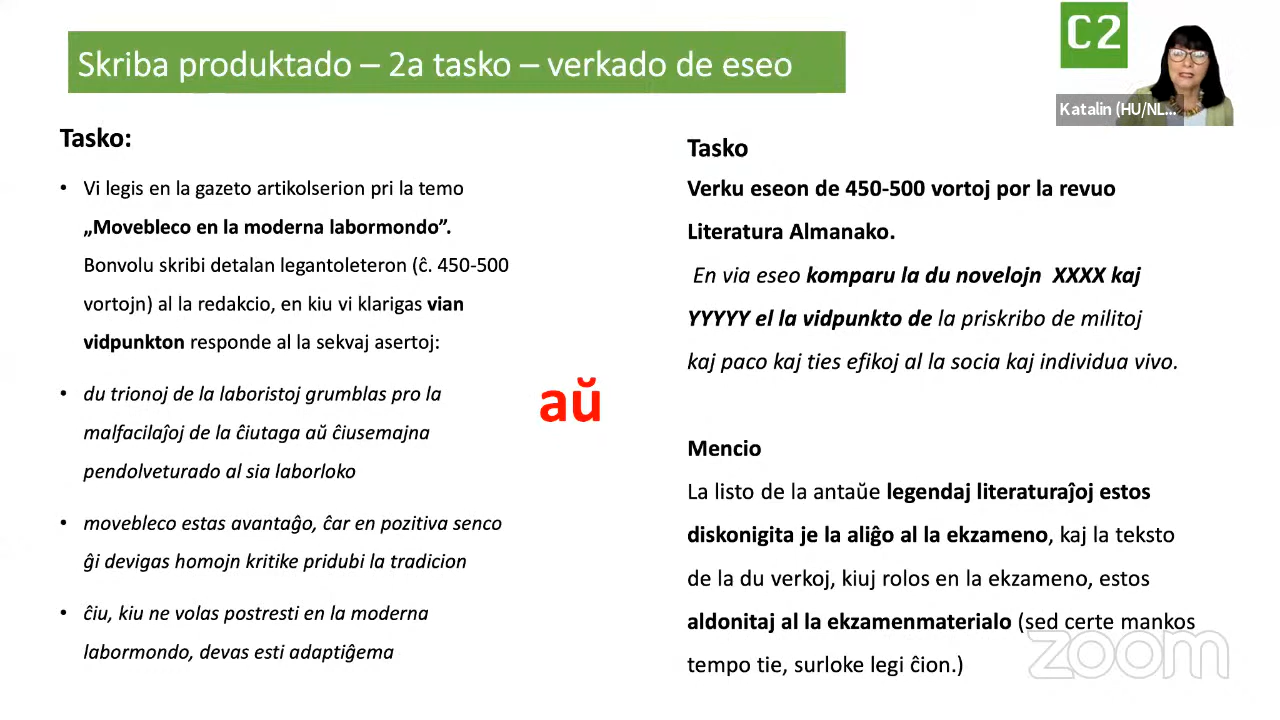 Skriba produktado – 2a tasko – verkado de eseo
C2
Katalin (HU/NL...
Tasko:
• Vi legis en la gazeto artikolserion pri la temo
„Movebleco en la moderna labormondo”.
Bonvolu skribi detalan legantoleteron (ĉ. 450-500
vortojn) al la redakcio, en kiu vi klarigas vian
vidpunkton responde al la sekvaj asertoj:
• du trionoj de la laboristoj grumblas pro la
malfacilaĵoj de la ĉiutaga aŭ ĉiusemajna
pendolveturado al sia laborloko
• movebleco estas avantaĝo, ĉar en pozitiva senco
ĝi devigas homojn kritike pridubi la tradicion
• ĉiu, kiu ne volas postresti en la moderna
labormondo, devas esti adaptiĝema
aŭ
Tasko
Verku eseon de 450-500 vortoj por la revuo
Literatura Almanako.
En via eseo komparu la du novelojn XXXX kaj
YYYYY el la vidpunkto de la priskribo de militoj
kaj paco kaj ties efikoj al la socia kaj individua vivo.
Mencio
La listo de la antaŭe legendaj literaturaĵoj estos
diskonigita je la aliĝo al la ekzameno, kaj la teksto
de la du verkoj, kiuj rolos en la ekzameno, estos
aldonitaj al la ekzamenmaterialo (sed certe mankos
tempo tie, surloke legi ĉion.)
zoom